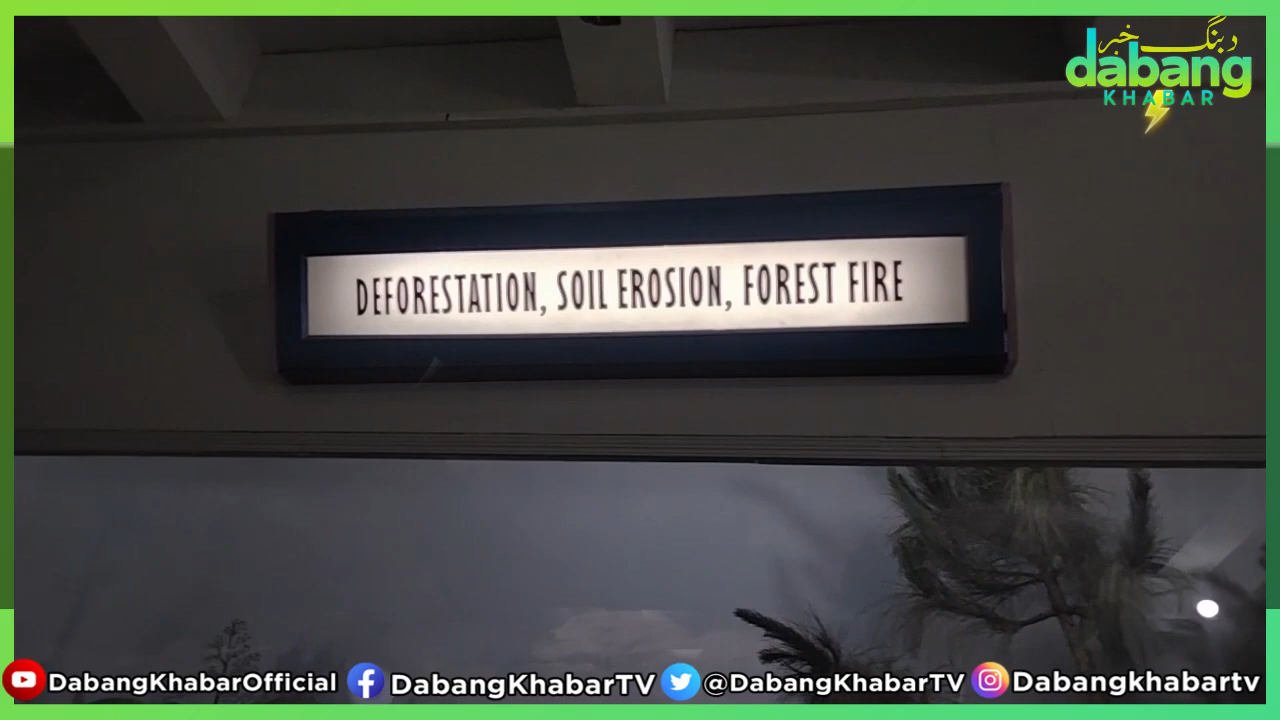 دبنگ خبر
dabang
KHABAR
DEFORESTATION, SOIL EROSION, FOREST FIRE
DabangKhabarOfficial DabangKhabarTV @DabangKhabarTV Dabangkhabartv